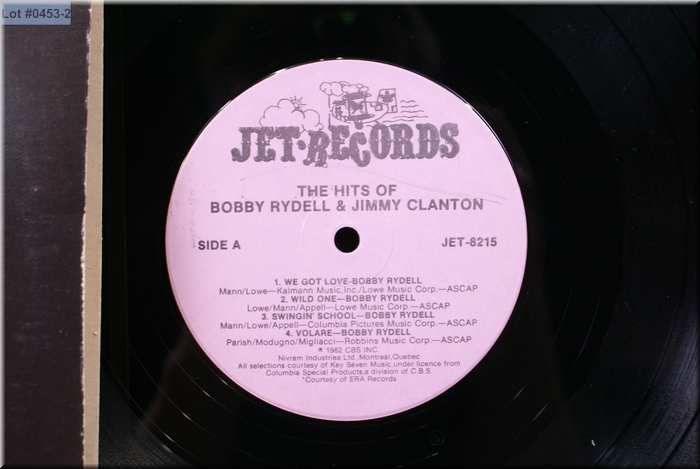 Lot #0453-2
JET·RECORDS
THE HITS OF
BOBBY RYDELL & JIMMY CLANTON
SIDE A
JET-8215
1. WE GOT LOVE-BOBBY RYDELL
Mann/Lowe—Kalmann Music,Inc./Lowe Music Corp.—ASCAP
2. WILD ONE—BOBBY RYDELL
Lowe/Mann/Appell—Lowe Music Corp.—ASCAP
3. SWINGIN' SCHOOL—BOBBY RYDELL
Mann/Lowe/Appell—Columbia Pictures Music Corp.—ASCAP
4. VOLARE—BOBBY RYDELL
Parish/Modugno/Migliacci—Robbins Music Corp.—ASCAP
1982 CBS INC.
Nivram Industries Ltd.,Montreal,Quebec
All selections courtesy of Key Seven Music,under licence from
Columbia Special Products,a division of C.B.S.
*Courtesy of ERA Records